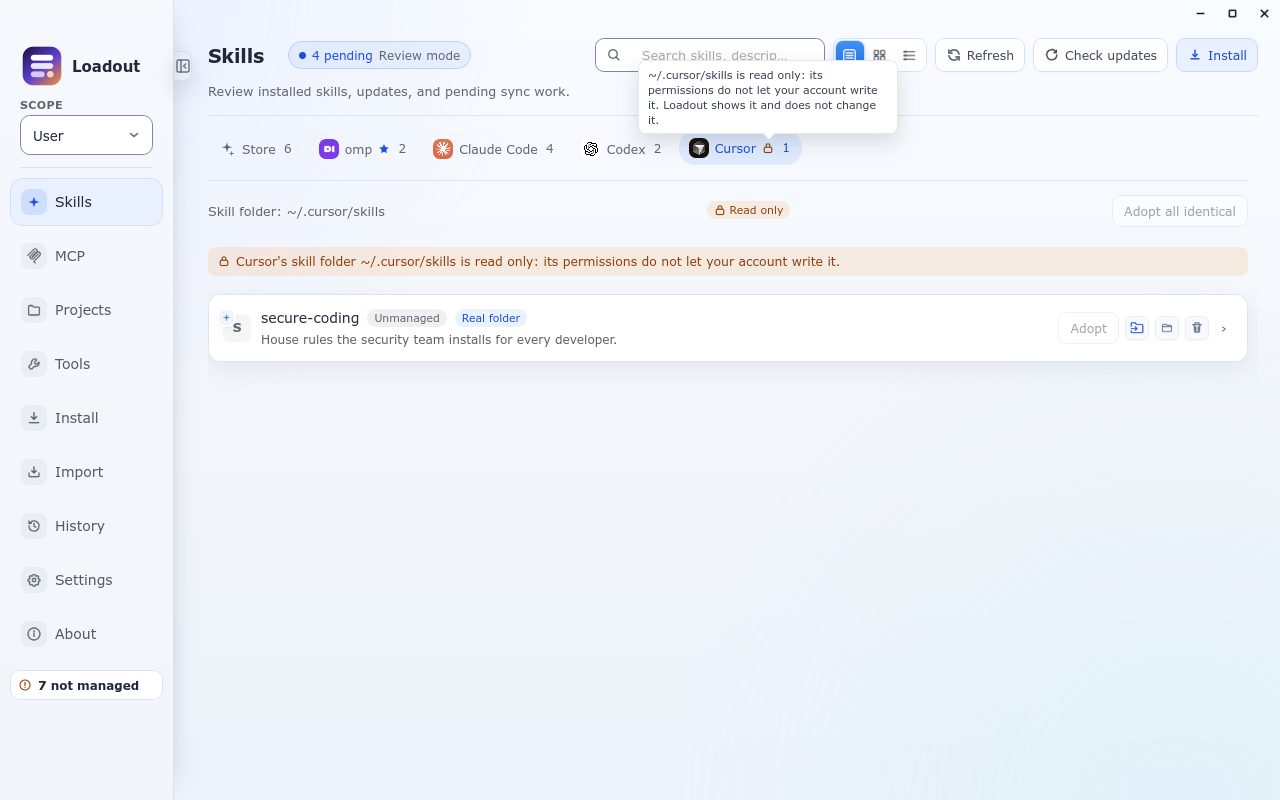 Loadout
SCOPE
User
Skills
MCP
Projects
Tools
Install
Import
History
Settings
About
7 not managed
Skills
4 pending Review mode
Search skills, descrip...
Refresh
Check updates
Install
Review installed skills, updates, and pending sync work.
~/.cursor/skills is read only: its
permissions do not let your account write
it. Loadout shows it and does not change
it.
Store 6
omp 2
Claude Code 4
Codex 2
Cursor 1
Skill folder: ~/.cursor/skills
Read only
Adopt all identical
Cursor's skill folder ~/.cursor/skills is read only: its permissions do not let your account write it.
S
secure-coding Unmanaged Real folder
House rules the security team installs for every developer.
Adopt